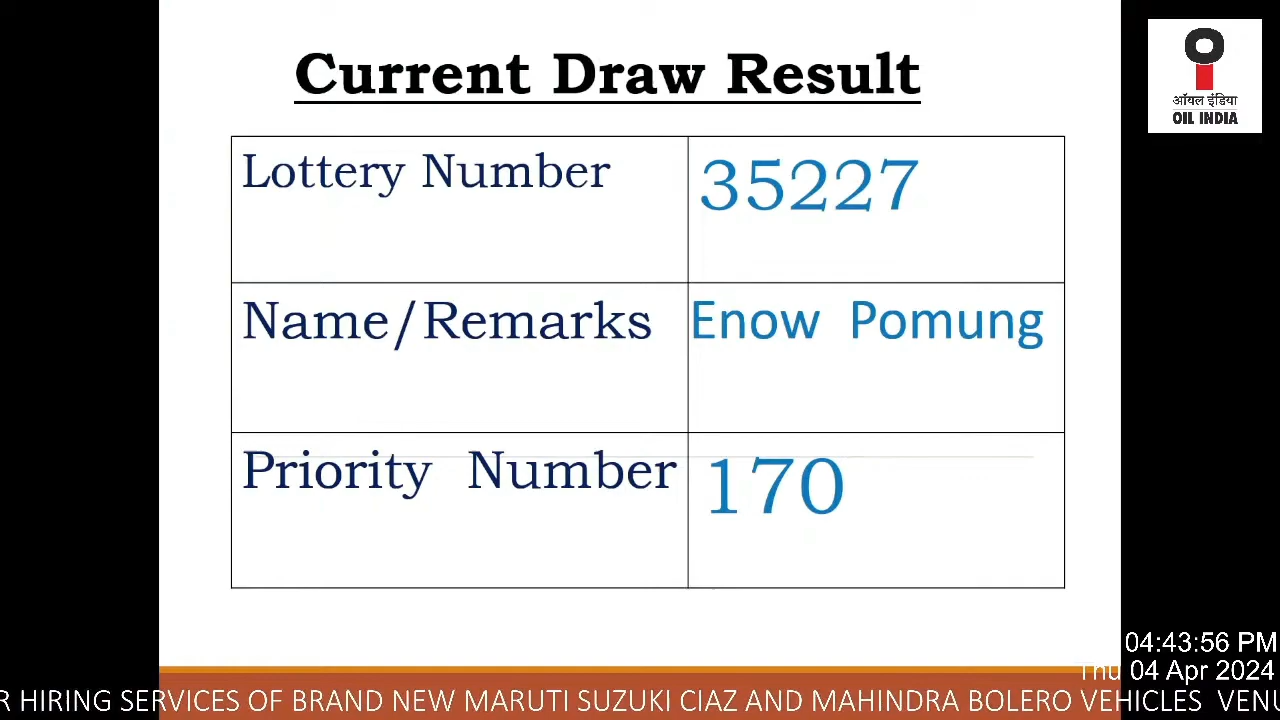 Current Draw Result
ऑयल इंडिया
OIL INDIA
Lottery Number 35227
Name/Remarks Enow Pomung
Priority Number 170
04:43:56 PM
Thu 04 Apr 2024
R HIRING SERVICES OF BRAND NEW MARUTI SUZUKI CIAZ AND MAHINDRA BOLERO VEHICLES VENU